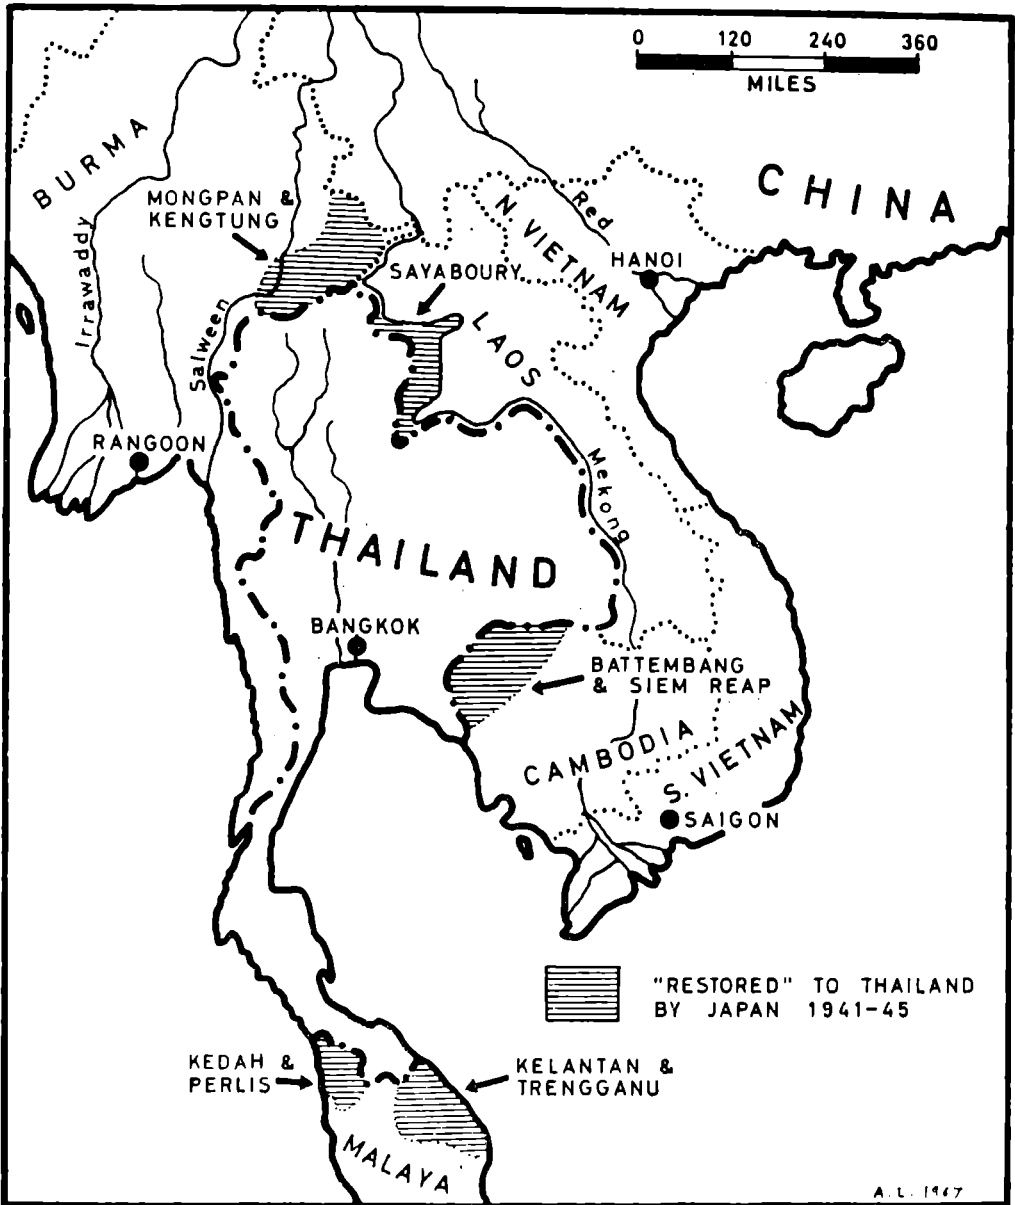 0 120 240 360
MILES
BURMA
CHINA
MONGPAN &
KENGTUNG
Irrawaddy
Red
N. VIETNAM
HANOI
SAYABOURY
LAOS
Salween
RANGOON
Mekong
THAILAND
BANGKOK
BATTEMBANG
& SIEM REAP
CAMBODIA
S. VIETNAM
SAIGON
"RESTORED" TO THAILAND
BY JAPAN 1941-45
KEDAH &
PERLIS
KELANTAN &
TRENGGANU
MALAYA
A. L. 1967